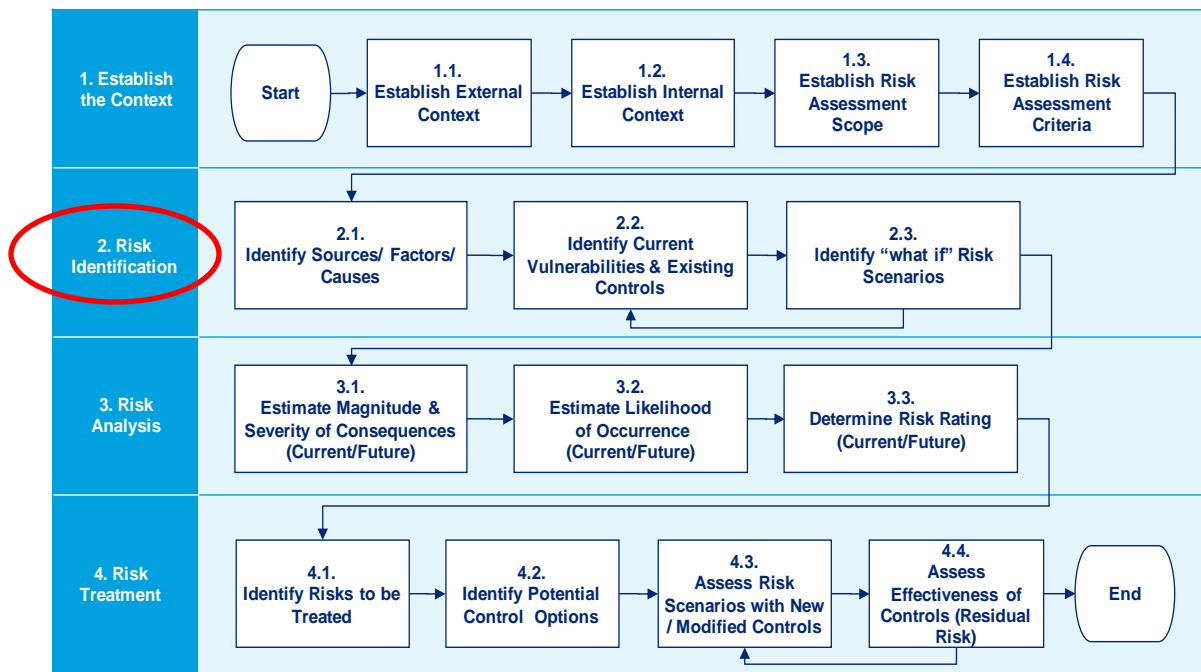 1. Establish
the Context
Start
1.1.
Establish External
Context
1.2.
Establish Internal
Context
1.3.
Establish Risk
Assessment
Scope
1.4.
Establish Risk
Assessment
Criteria
2. Risk
Identification
2.1.
Identify Sources/ Factors/
Causes
2.2.
Identify Current
Vulnerabilities & Existing
Controls
2.3.
Identify “what if” Risk
Scenarios
3. Risk
Analysis
3.1.
Estimate Magnitude &
Severity of Consequences
(Current/Future)
3.2.
Estimate Likelihood
of Occurrence
(Current/Future)
3.3.
Determine Risk Rating
(Current/Future)
4. Risk
Treatment
4.1.
Identify Risks to be
Treated
4.2.
Identify Potential
Control Options
4.3.
Assess Risk
Scenarios with New
/ Modified Controls
4.4.
Assess
Effectiveness of
Controls (Residual
Risk)
End